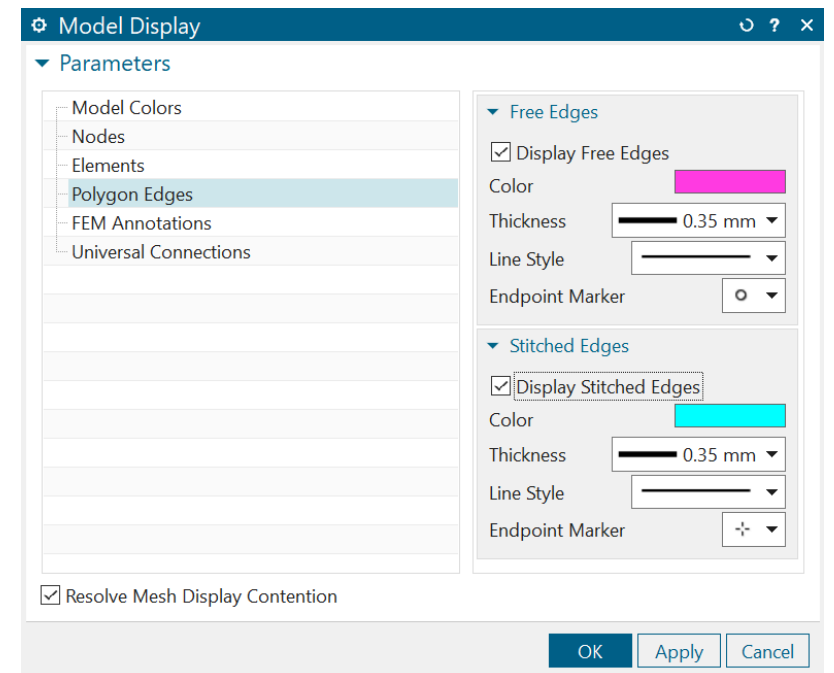 Model Display
?
Parameters
Model Colors
Nodes
Elements
Polygon Edges
FEM Annotations
Universal Connections
Free Edges
Display Free Edges
Color
Thickness 0.35 mm
Line Style
Endpoint Marker
Stitched Edges
Display Stitched Edges
Color
Thickness 0.35 mm
Line Style
Endpoint Marker
Resolve Mesh Display Contention
OK Apply Cancel